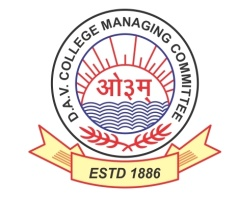 D.A.V. COLLEGE MANAGING COMMITTEE
ओ३म्
ESTD 1886